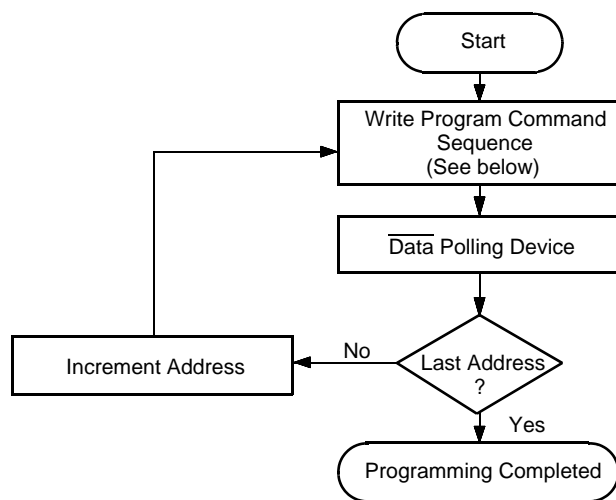 Start
Write Program Command
Sequence
(See below)
Data Polling Device
Increment Address
No
Last Address
?
Yes
Programming Completed